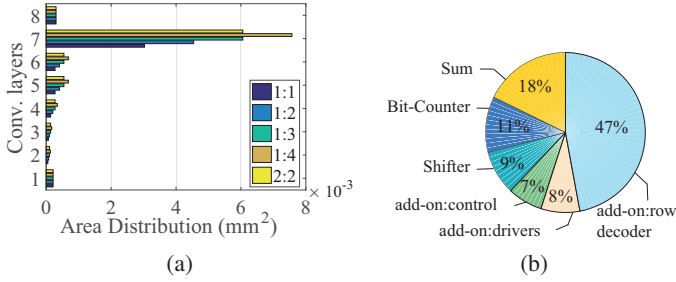 8
7
6
5
4
3
2
1
Conv. layers
1:1
1:2
1:3
1:4
2:2
0 2 4 6 8
× 10⁻³
Area Distribution (mm²)
(a)
Sum
18%
Bit-Counter
11%
47%
Shifter
9%
7%
8%
add-on:control
add-on:drivers
add-on:row
decoder
(b)